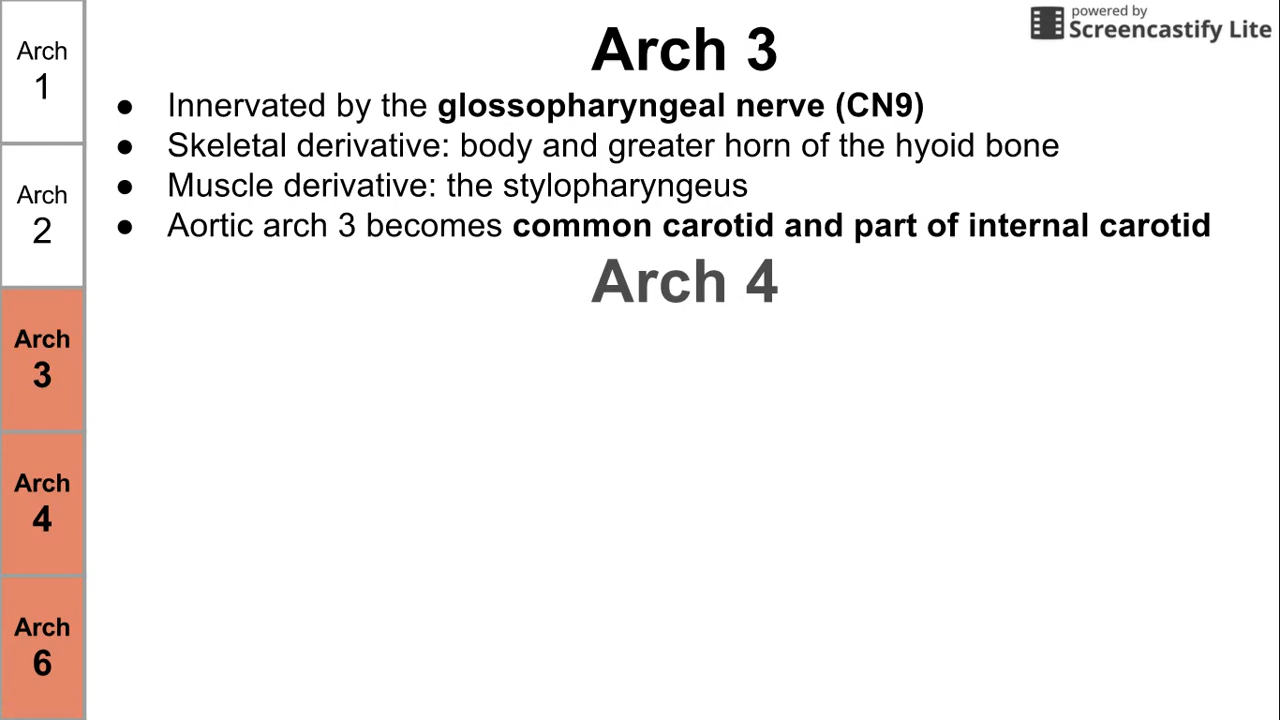 powered by
Screencastify Lite
Arch
1
Arch
2
Arch
3
Arch
4
Arch
6
Arch 3
● Innervated by the glossopharyngeal nerve (CN9)
● Skeletal derivative: body and greater horn of the hyoid bone
● Muscle derivative: the stylopharyngeus
● Aortic arch 3 becomes common carotid and part of internal carotid
Arch 4